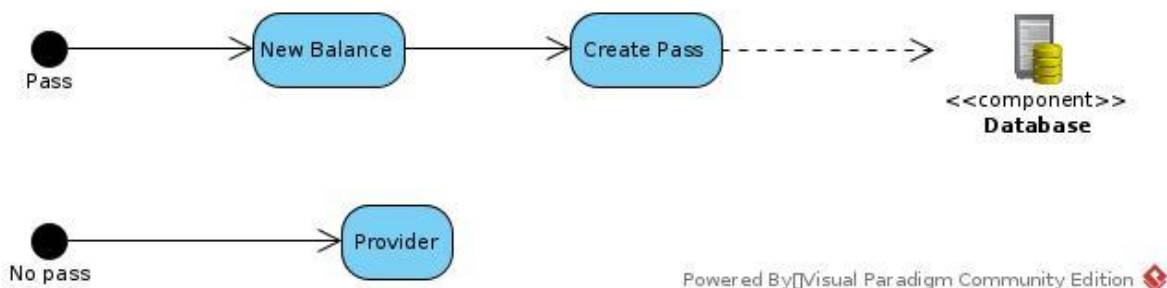 New Balance
Create Pass
Pass
<<component>>
Database
Provider
No pass
Powered By▯Visual Paradigm Community Edition